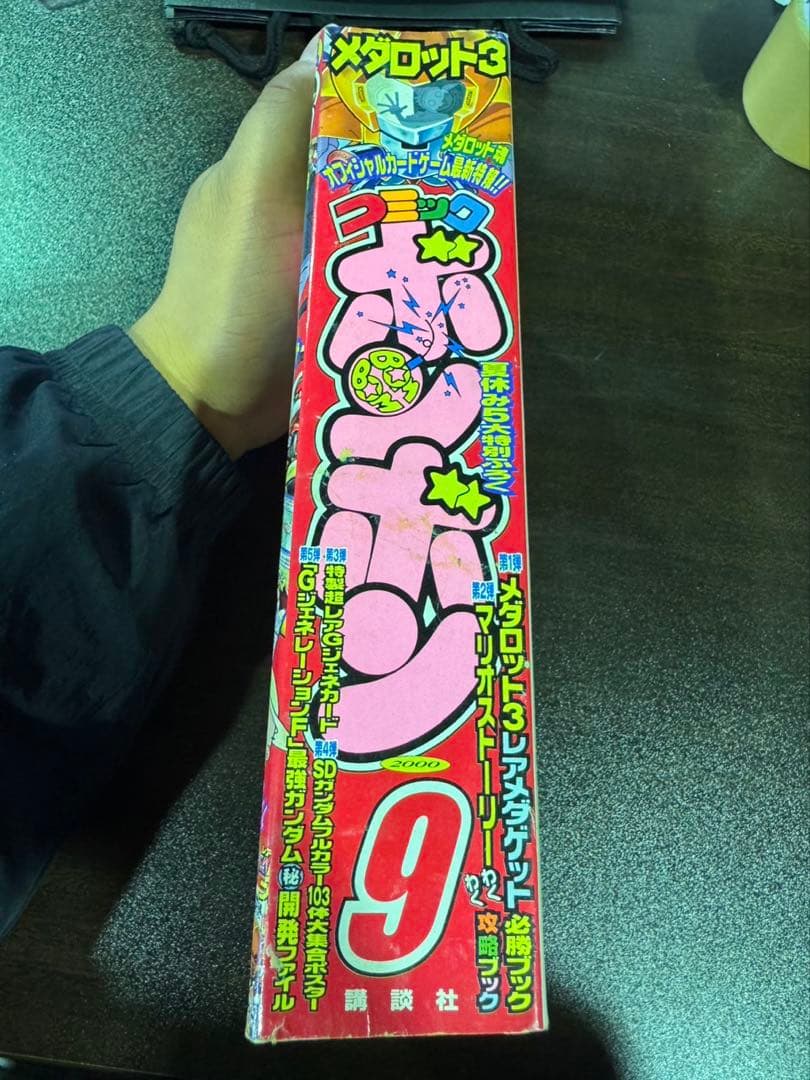 メダロット3
メダロット魂
オフィシャルカードゲーム最新特報!!
コミック
ボンボン
BOM
BOM
夏休み5大特別ふろく
第1弾
メダロット3レアメダゲット必勝ブック
第2弾
マリオストーリーわくわく攻略ブック
第3弾
特製超レアGジェネカード
第4弾
SDガンダムフルカラー103体大集合ポスター
第5弾
「GジェネレーションF」最強ガンダム㊙開発ファイル
2000
9
講談社